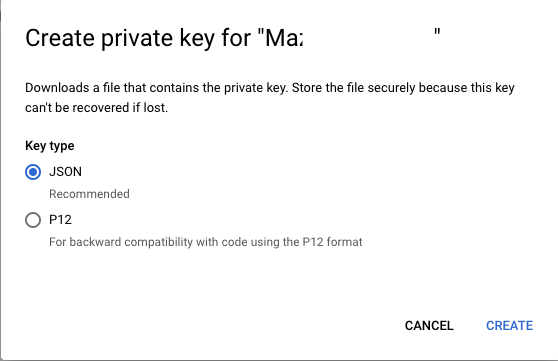 Create private key for "Ma "
Downloads a file that contains the private key. Store the file securely because this key
can't be recovered if lost.
Key type
JSON
Recommended
P12
For backward compatibility with code using the P12 format
CANCEL CREATE